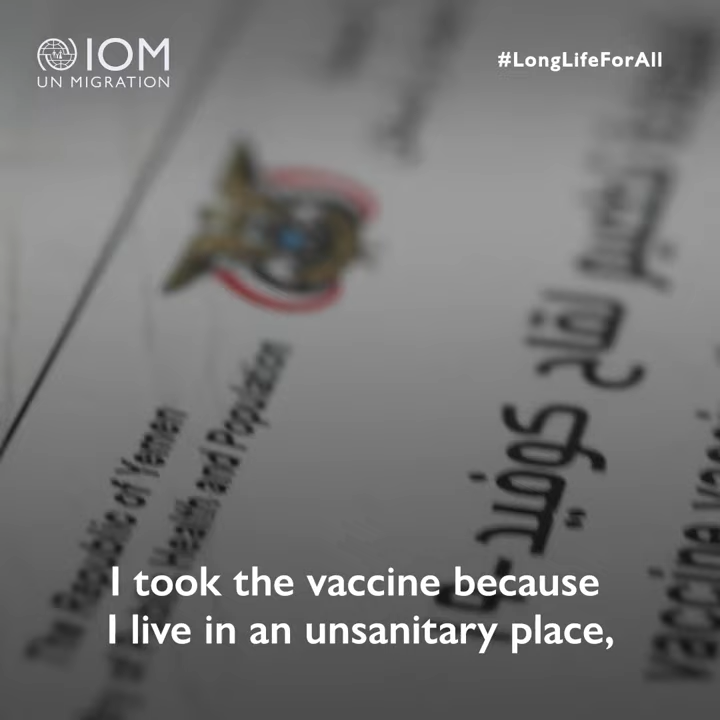 IOM
UN MIGRATION
#LongLifeForAll
The Republic of Yemen
Health and Population
لقاح كوفيد
vaccine
I took the vaccine because
I live in an unsanitary place,